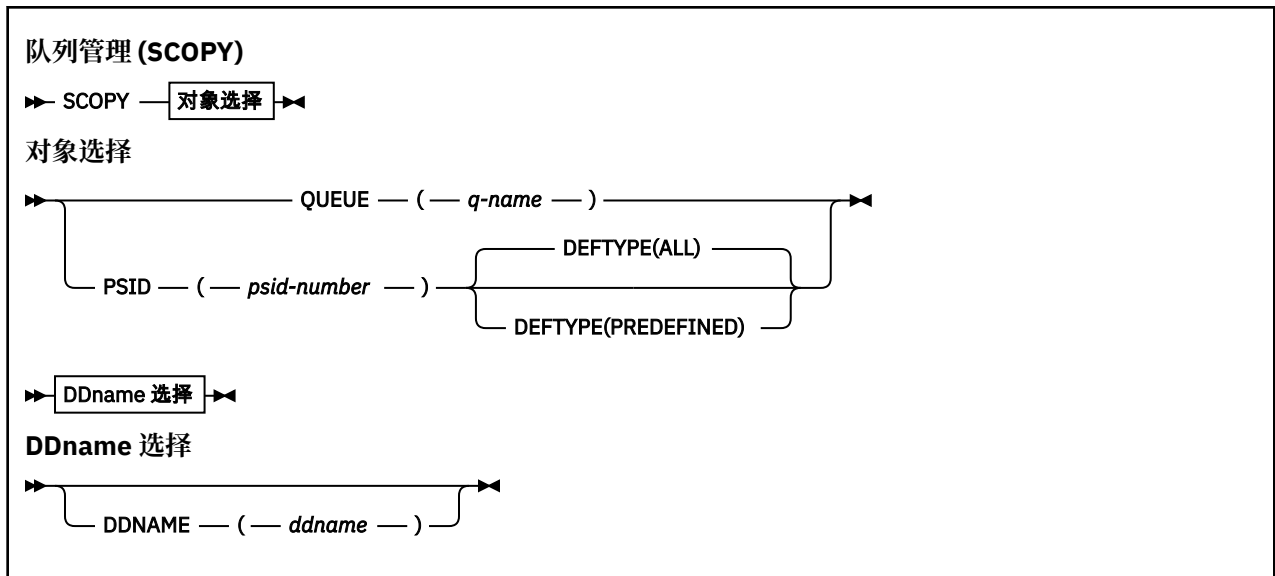 队列管理 (SCOPY)
SCOPY 对象选择
对象选择
QUEUE ( q-name )
DEFTYPE(ALL)
PSID ( psid-number )
DEFTYPE(PREDEFINED)
DDname 选择
DDname 选择
DDNAME ( ddname )